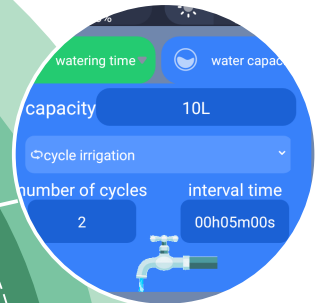 %
watering time
water capac
capacity 10L
cycle irrigation
number of cycles interval time
2 00h05m00s